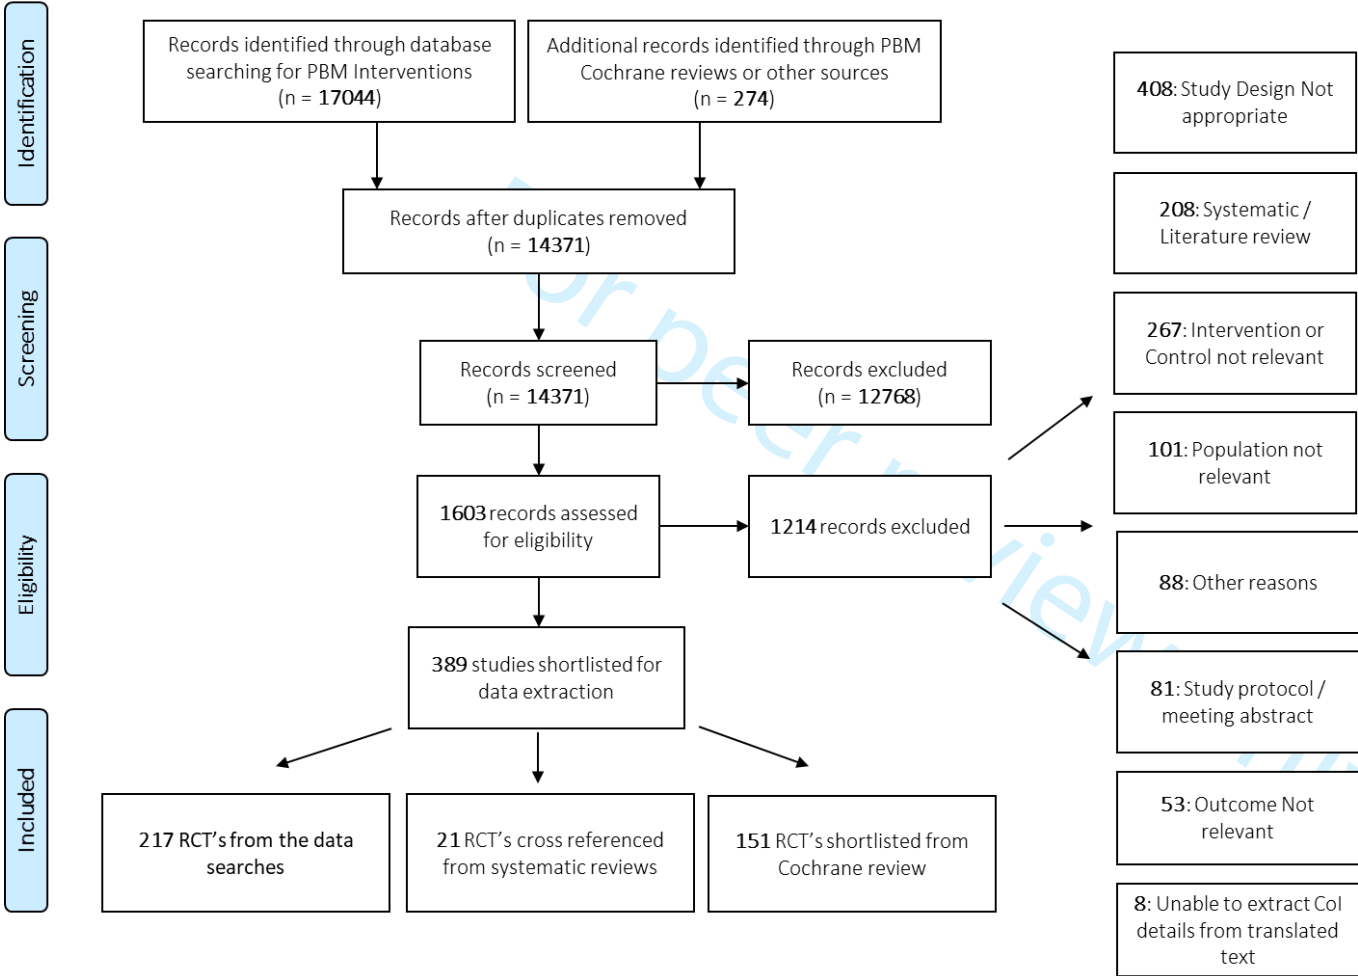 Identification
Records identified through database
searching for PBM Interventions
(n = 17044)
Additional records identified through PBM
Cochrane reviews or other sources
(n = 274)
Records after duplicates removed
(n = 14371)
Screening
Records screened
(n = 14371)
Records excluded
(n = 12768)
Eligibility
1603 records assessed
for eligibility
1214 records excluded
389 studies shortlisted for
data extraction
Included
217 RCT's from the data
searches
21 RCT's cross referenced
from systematic reviews
151 RCT's shortlisted from
Cochrane review
408: Study Design Not
appropriate
208: Systematic /
Literature review
267: Intervention or
Control not relevant
101: Population not
relevant
88: Other reasons
81: Study protocol /
meeting abstract
53: Outcome Not
relevant
8: Unable to extract CoI
details from translated
text
For peer review